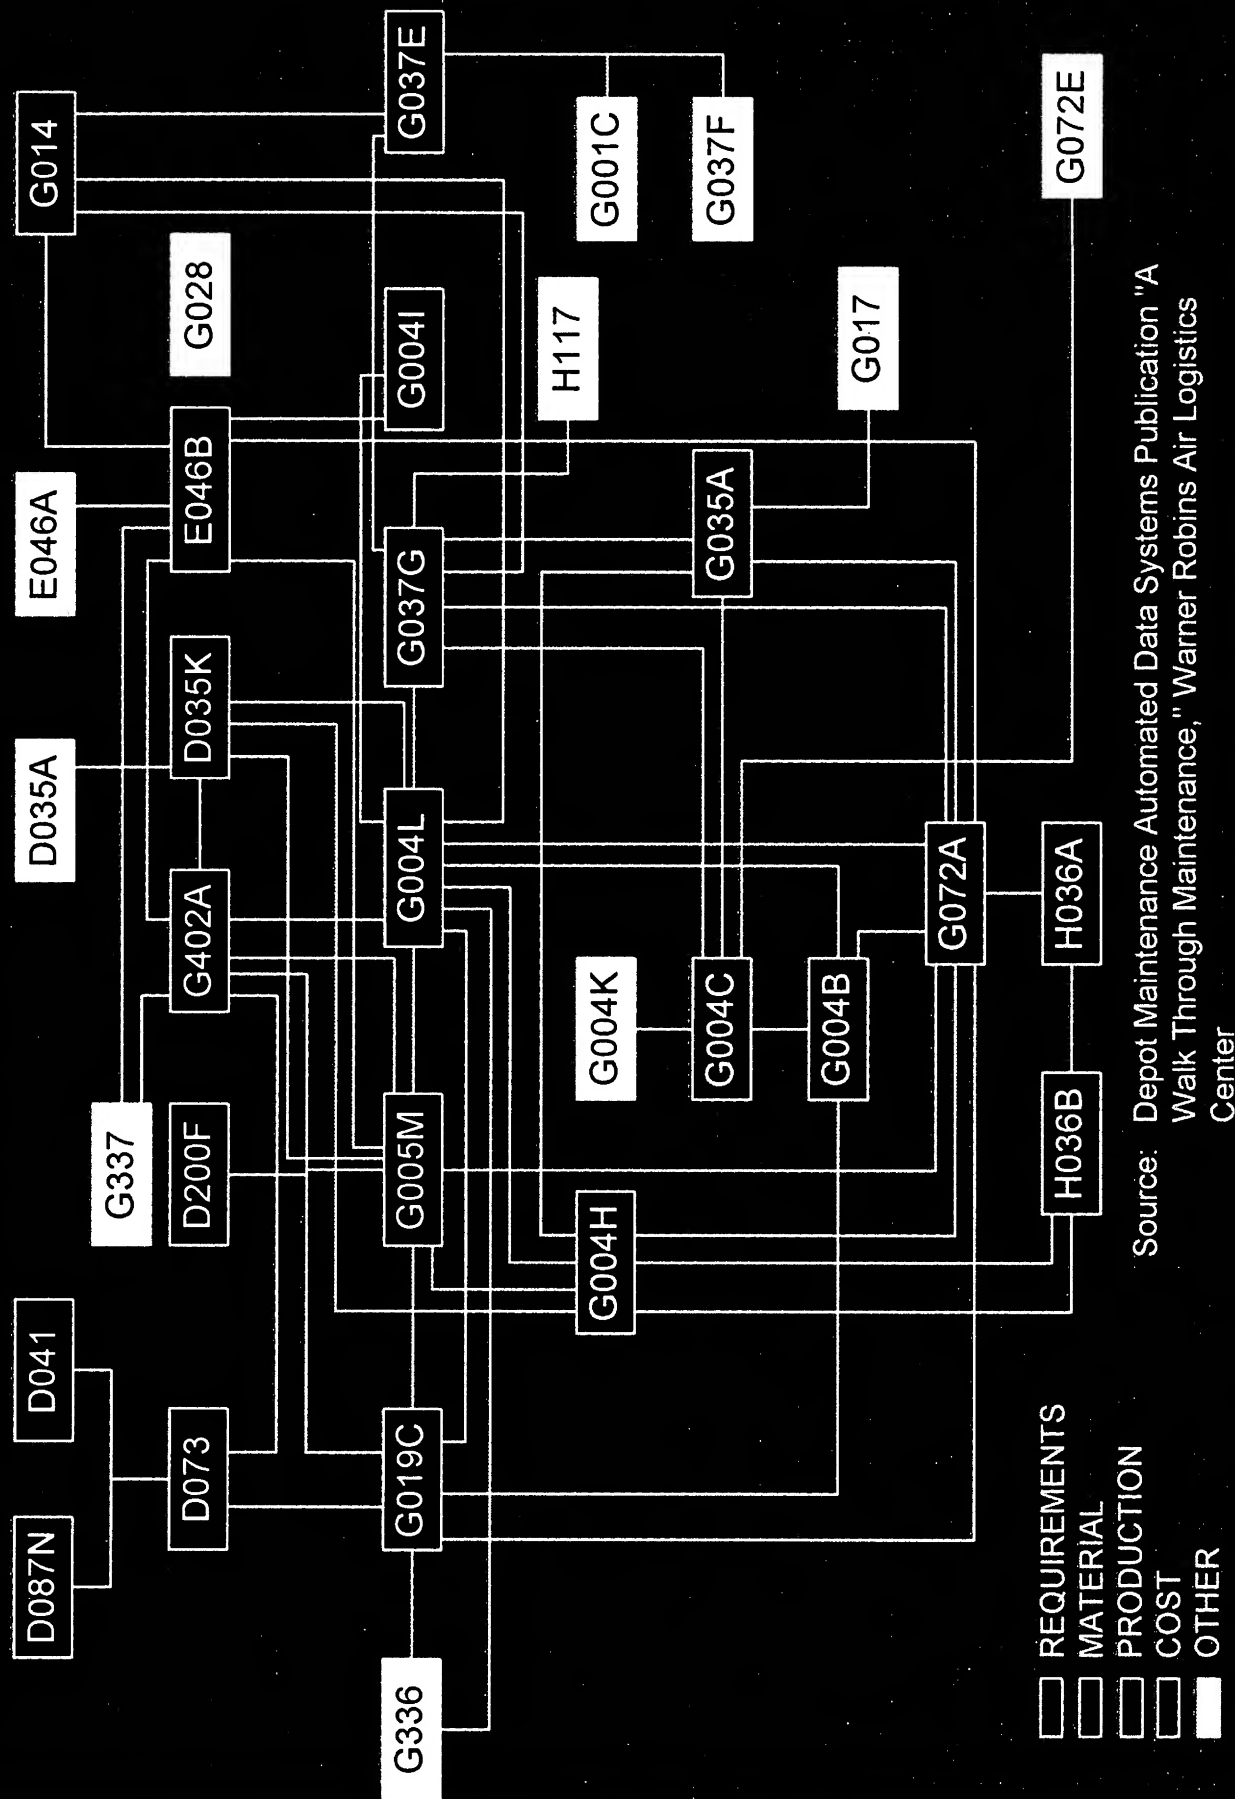 D087N
D041
D035A
E046A
G014
G337
D073
D200F
G402A
D035K
E046B
G028
G336
G019C
G005M
G004L
G037G
G004I
G037E
H117
G004H
G004K
G001C
G004C
G035A
G037F
G004B
G017
G072A
H036B
H036A
G072E
REQUIREMENTS
MATERIAL
PRODUCTION
COST
OTHER
Source: Depot Maintenance Automated Data Systems Publication "A
Walk Through Maintenance," Warner Robins Air Logistics
Center